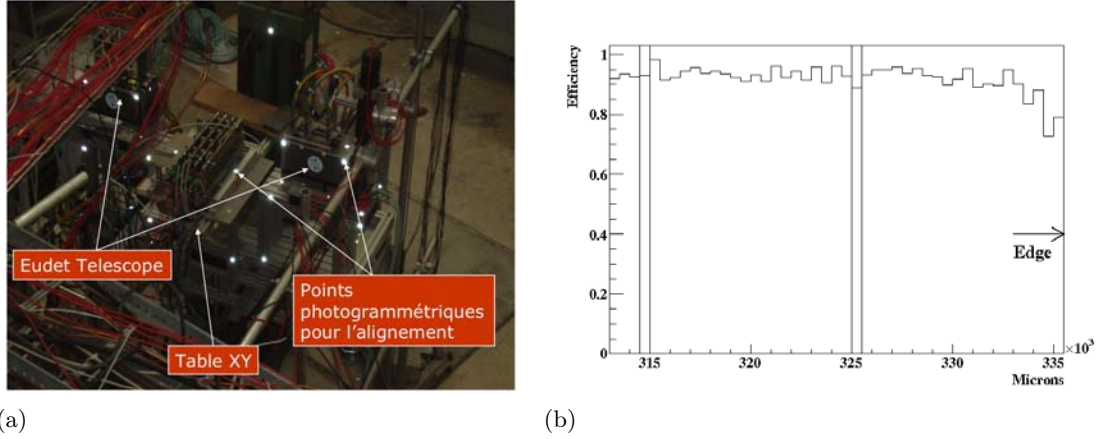 Eudet Telescope
Points
photogrammétriques
pour l'alignement
Table XY
(a)
Efficiency
1
0.8
0.6
0.4
0.2
0
Edge
315
320
325
330
335
×10³
Microns
(b)